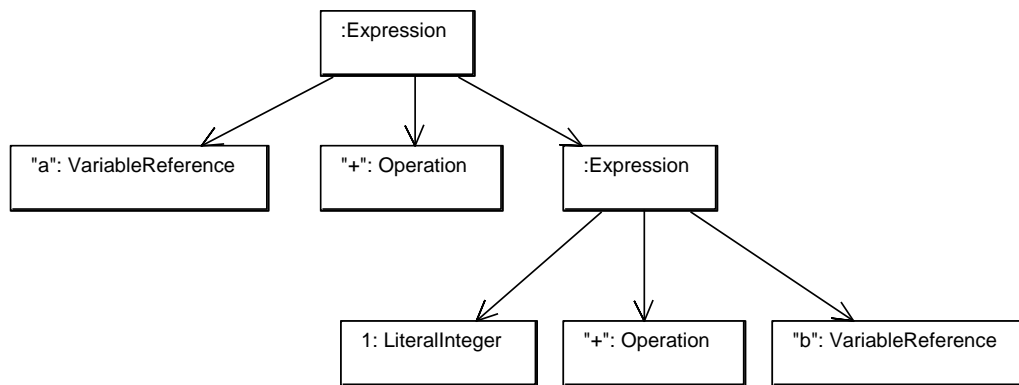 :Expression
"a": VariableReference
"+": Operation
:Expression
1: LiteralInteger
"+": Operation
"b": VariableReference